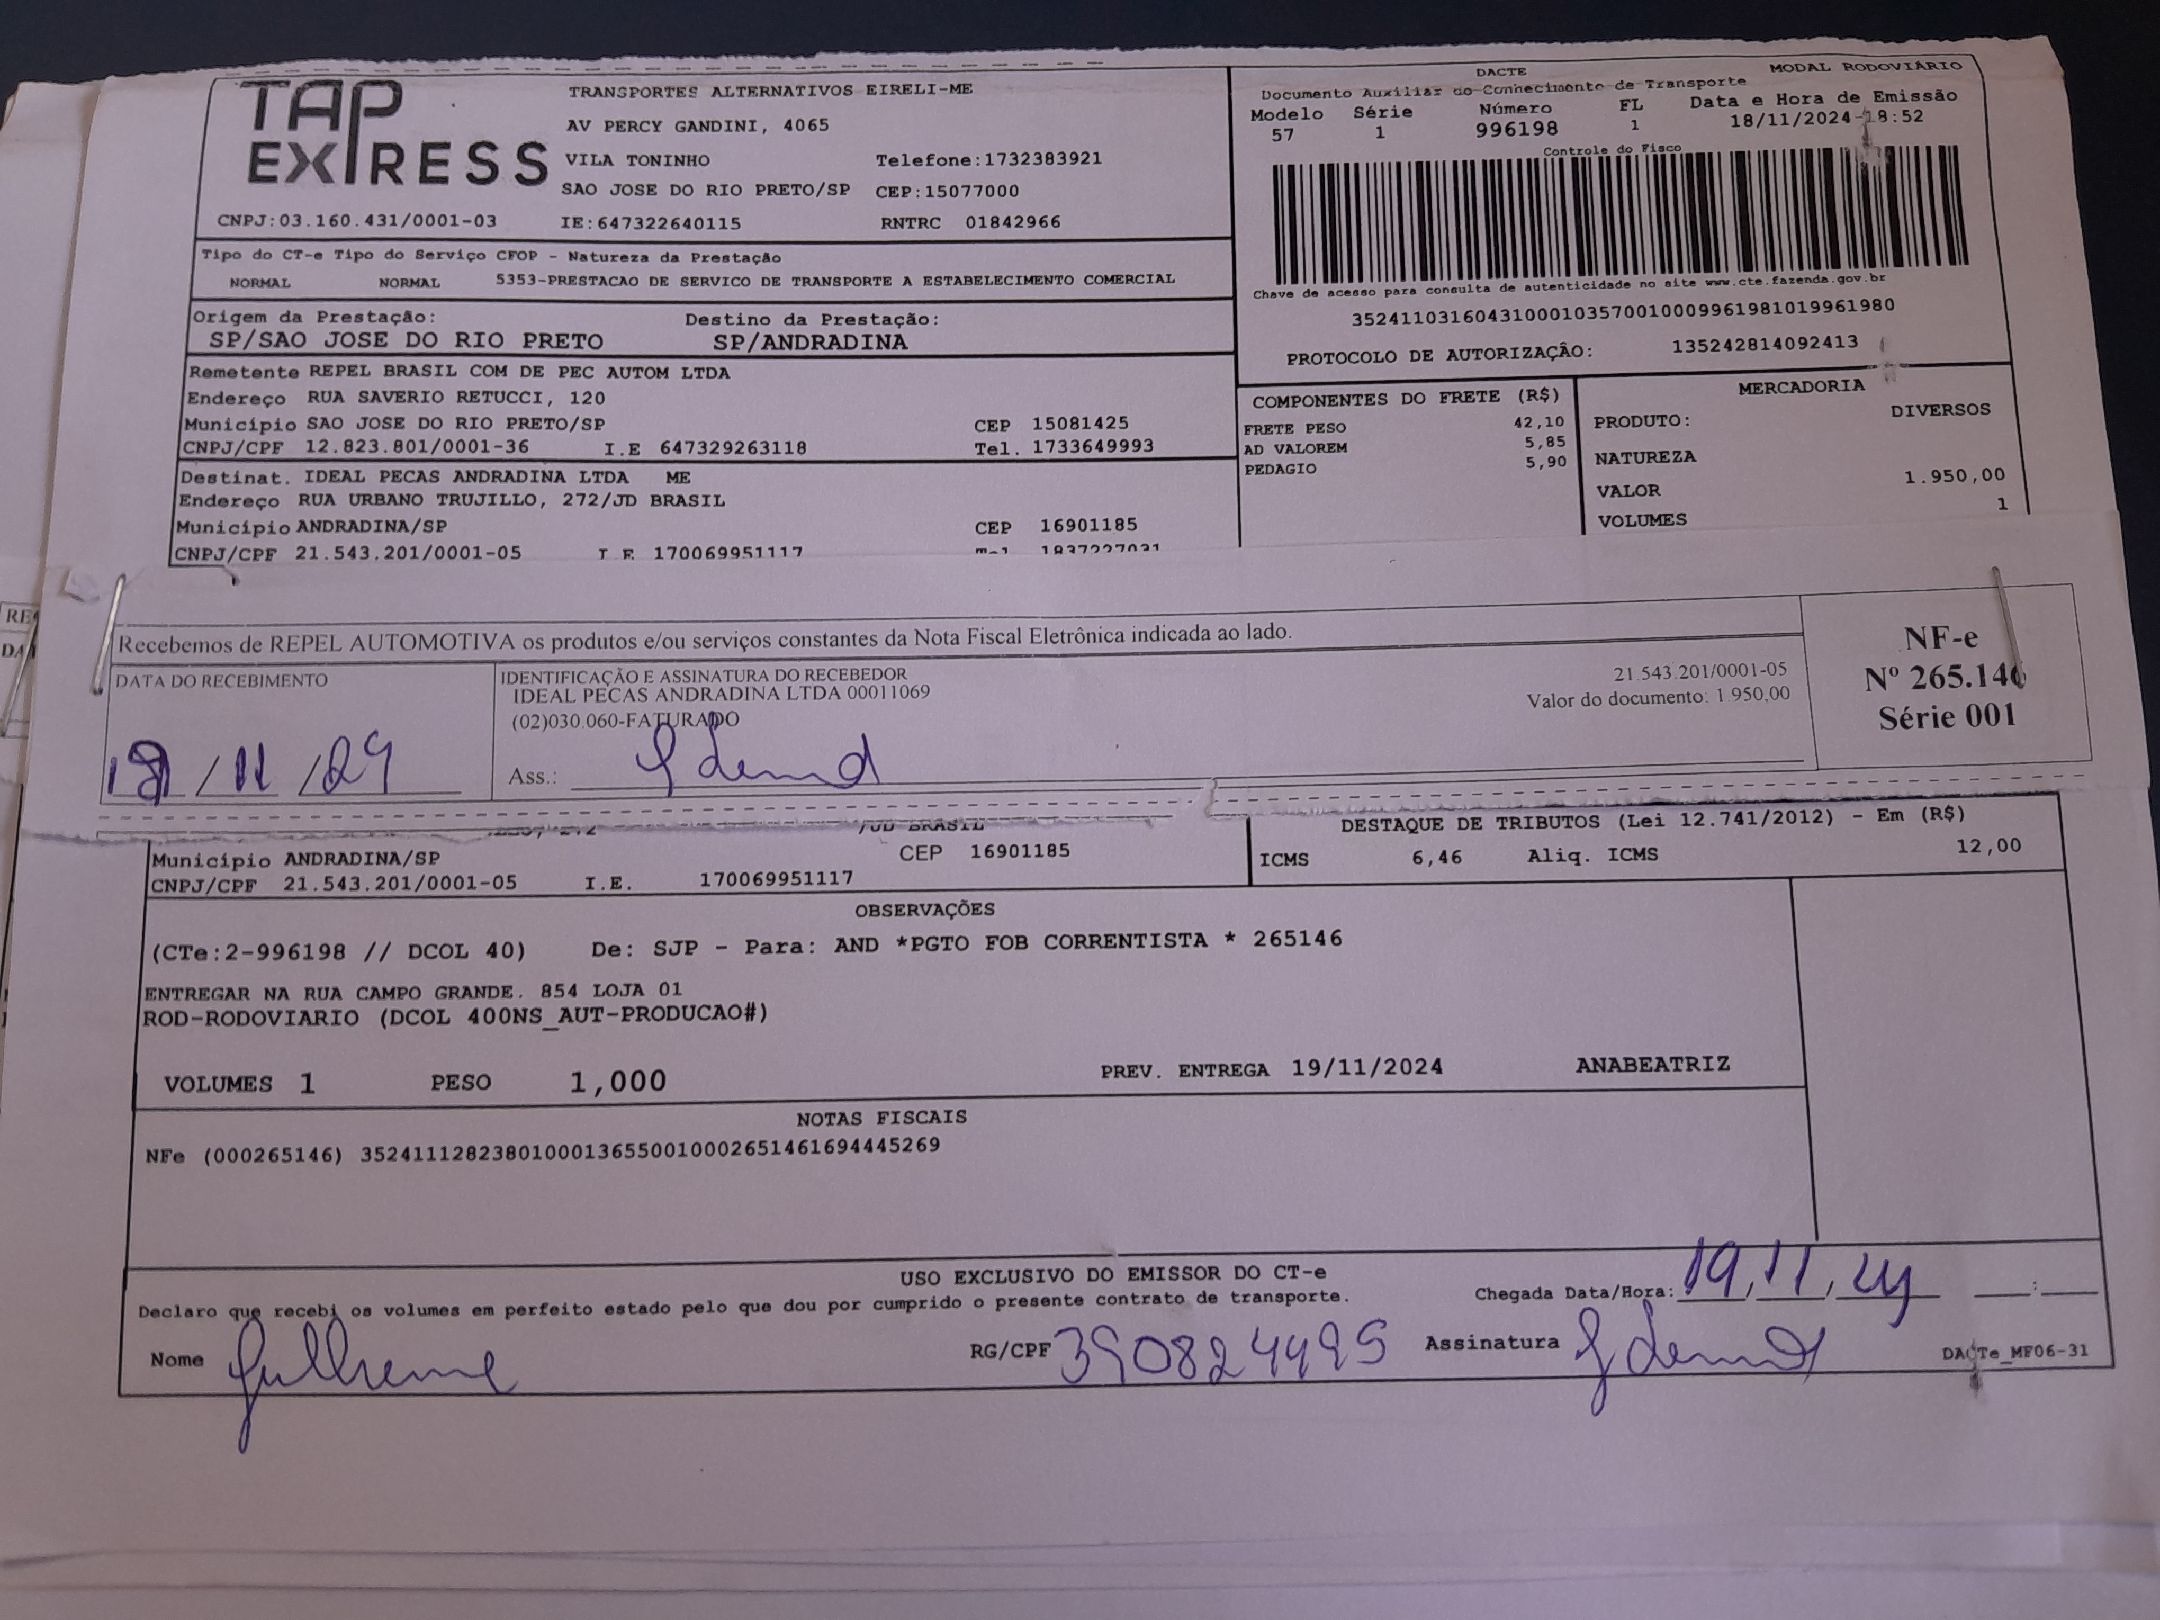 TAP EXPRESS
TRANSPORTES ALTERNATIVOS EIRELI-ME
AV PERCY GANDINI, 4065
VILA TONINHO Telefone:1732383921
SAO JOSE DO RIO PRETO/SP CEP:15077000
CNPJ:03.160.431/0001-03 IE:647322640115 RNTRC 01842966
DACTE MODAL RODOVIÁRIO
Documento Auxiliar do Conhecimento de Transporte
Modelo Série Número FL Data e Hora de Emissão
57 1 996198 1 18/11/2024-18:52
Controle do Fisco
Chave de acesso para consulta de autenticidade no site www.cte.fazenda.gov.br
35241103160431000103570010009961981019961980
PROTOCOLO DE AUTORIZAÇÃO: 135242814092413
Tipo do CT-e Tipo do Serviço CFOP - Natureza da Prestação
NORMAL NORMAL 5353-PRESTACAO DE SERVICO DE TRANSPORTE A ESTABELECIMENTO COMERCIAL
Origem da Prestação: Destino da Prestação:
SP/SAO JOSE DO RIO PRETO SP/ANDRADINA
Remetente REPEL BRASIL COM DE PEC AUTOM LTDA
Endereço RUA SAVERIO RETUCCI, 120
Município SAO JOSE DO RIO PRETO/SP CEP 15081425
CNPJ/CPF 12.823.801/0001-36 I.E 647329263118 Tel. 1733649993
Destinat. IDEAL PECAS ANDRADINA LTDA ME
Endereço RUA URBANO TRUJILLO, 272/JD BRASIL
Município ANDRADINA/SP CEP 16901185
CNPJ/CPF 21.543.201/0001-05 I.E 170069951117 Tel 1837227031
COMPONENTES DO FRETE (R$)
FRETE PESO 42,10
AD VALOREM 5,85
PEDAGIO 5,90
MERCADORIA
PRODUTO: DIVERSOS
NATUREZA
VALOR 1.950,00
VOLUMES 1
Recebemos de REPEL AUTOMOTIVA os produtos e/ou serviços constantes da Nota Fiscal Eletrônica indicada ao lado.
DATA DO RECEBIMENTO
IDENTIFICAÇÃO E ASSINATURA DO RECEBEDOR
IDEAL PECAS ANDRADINA LTDA 00011069
(02)030.060-FATURADO
21.543.201/0001-05
Valor do documento: 1.950,00
/ 11 / 24
Ass.:
NF-e
Nº 265.146
Série 001
/JD BRASIL
Município ANDRADINA/SP CEP 16901185
CNPJ/CPF 21.543.201/0001-05 I.E. 170069951117
DESTAQUE DE TRIBUTOS (Lei 12.741/2012) - Em (R$)
ICMS 6,46 Aliq. ICMS 12,00
OBSERVAÇÕES
(CTe:2-996198 // DCOL 40) De: SJP - Para: AND *PGTO FOB CORRENTISTA * 265146
ENTREGAR NA RUA CAMPO GRANDE. 854 LOJA 01
ROD-RODOVIARIO (DCOL 400NS_AUT-PRODUCAO#)
VOLUMES 1 PESO 1,000 PREV. ENTREGA 19/11/2024 ANABEATRIZ
NOTAS FISCAIS
NFe (000265146) 35241112823801000136550010002651461694445269
USO EXCLUSIVO DO EMISSOR DO CT-e
Declaro que recebi os volumes em perfeito estado pelo que dou por cumprido o presente contrato de transporte.
Chegada Data/Hora: 19/11/24 :
Nome Guilherme RG/CPF 390824495 Assinatura
DACTe_MF06-31